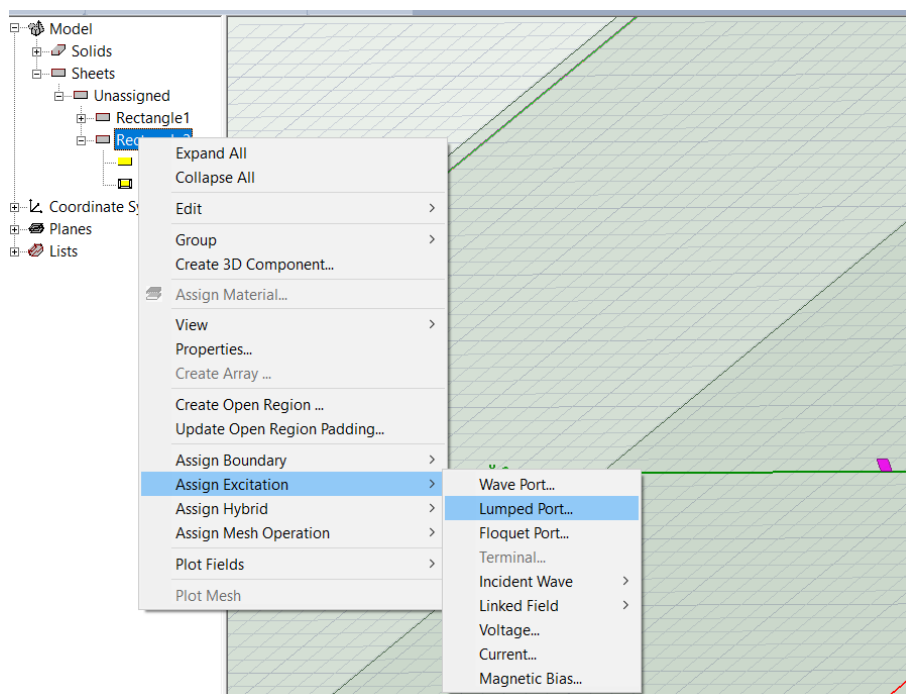 Model
Solids
Sheets
Unassigned
Rectangle1
Coordinate
Planes
Lists
Expand All
Collapse All
Edit
Group
Create 3D Component...
Assign Material...
View
Properties...
Create Array ...
Create Open Region ...
Update Open Region Padding...
Assign Boundary
Assign Excitation
Assign Hybrid
Assign Mesh Operation
Plot Fields
Plot Mesh
Wave Port...
Lumped Port...
Floquet Port...
Terminal...
Incident Wave
Linked Field
Voltage...
Current...
Magnetic Bias...